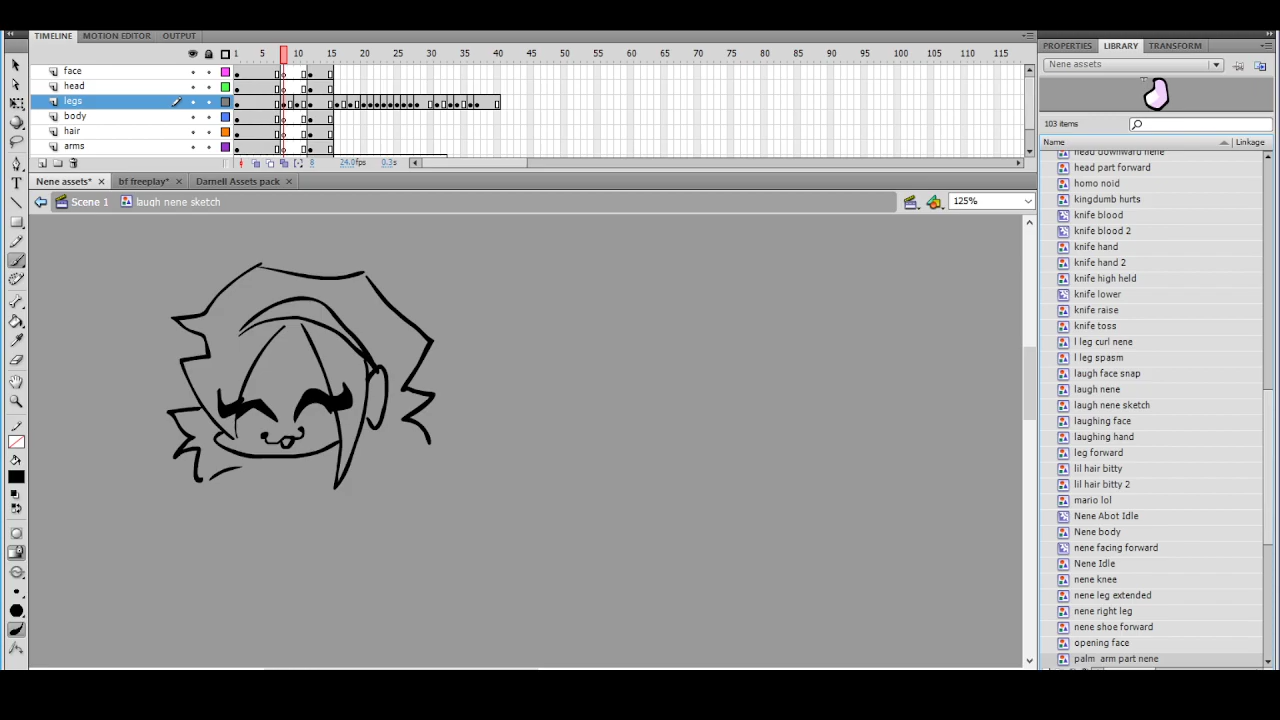 TIMELINE MOTION EDITOR OUTPUT
PROPERTIES LIBRARY TRANSFORM
1 5 10 15 20 25 30 35 40 45 50 55 60 65 70 75 80 85 90 95 100 105 110 115
face
head
legs
body
hair
arms
8 24.0fps 0.3s
Nene assets* × bf freeplay* × Darnell Assets pack ×
Scene 1 laugh nene sketch 125%
Nene assets
103 items
Name Linkage
head downward nene
head part forward
homo noid
kingdumb hurts
knife blood
knife blood 2
knife hand
knife hand 2
knife high held
knife lower
knife raise
knife toss
l leg curl nene
l leg spasm
laugh face snap
laugh nene
laugh nene sketch
laughing face
laughing hand
leg forward
lil hair bitty
lil hair bitty 2
mario lol
Nene Abot Idle
Nene body
nene facing forward
Nene Idle
nene knee
nene leg extended
nene right leg
nene shoe forward
opening face
palm arm part nene